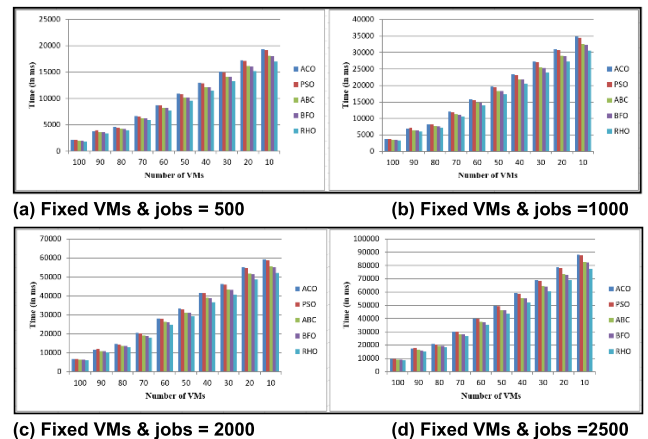 25000
20000
15000
10000
5000
0
Time (in ms)
100 90 80 70 60 50 40 30 20 10
Number of VMs
ACO
PSO
ABC
BFO
RHO
40000
35000
30000
25000
20000
15000
10000
5000
0
Time (in ms)
100 90 80 70 60 50 40 30 20 10
Number of VMs
ACO
PSO
ABC
BFO
RHO
(a) Fixed VMs & jobs = 500
(b) Fixed VMs & jobs =1000
70000
60000
50000
40000
30000
20000
10000
0
Time (in ms)
100 90 80 70 60 50 40 30 20 10
Number of VMs
ACO
PSO
ABC
BFO
RHO
100000
90000
80000
70000
60000
50000
40000
30000
20000
10000
0
Time (in ms)
100 90 80 70 60 50 40 30 20 10
Number of VMs
ACO
PSO
ABC
BFO
RHO
(c) Fixed VMs & jobs = 2000
(d) Fixed VMs & jobs =2500